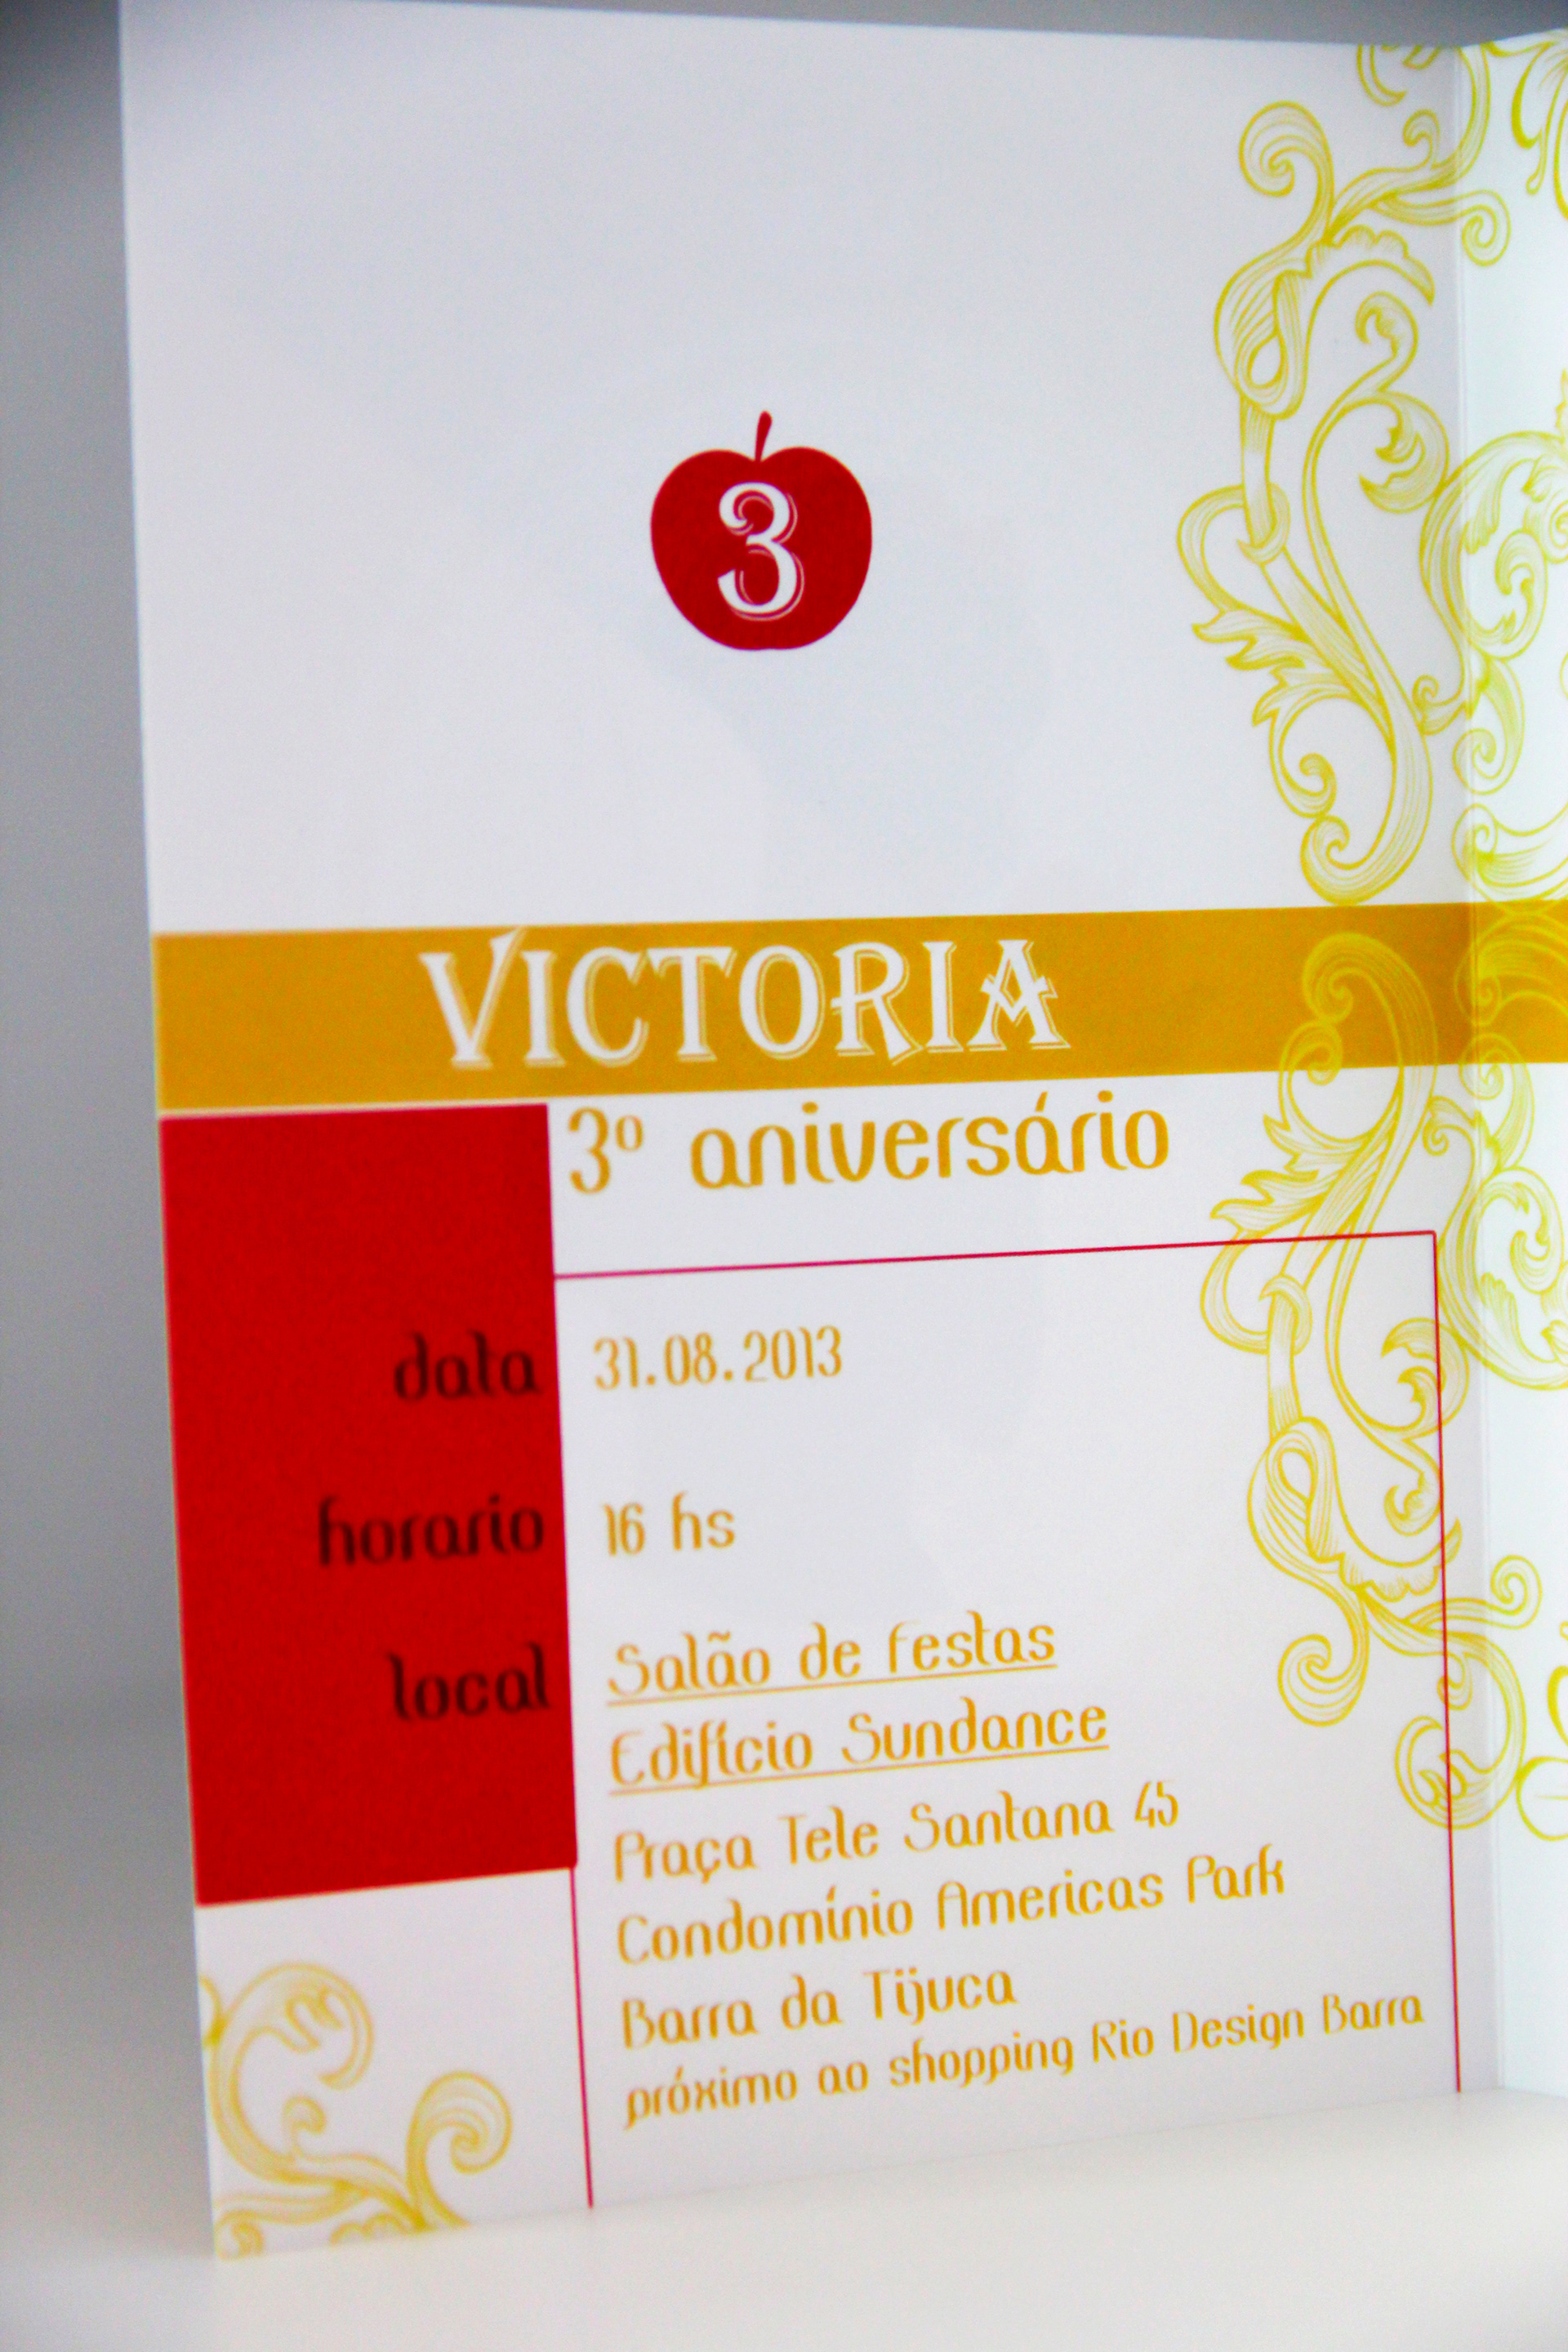 3
VICTORIA
3º aniversário
data 31.08.2013
horario 16 hs
local Salão de festas
Edifício Sundance
Praça Tele Santana 45
Condomínio Americas Park
Barra da Tijuca
próximo ao shopping Rio Design Barra